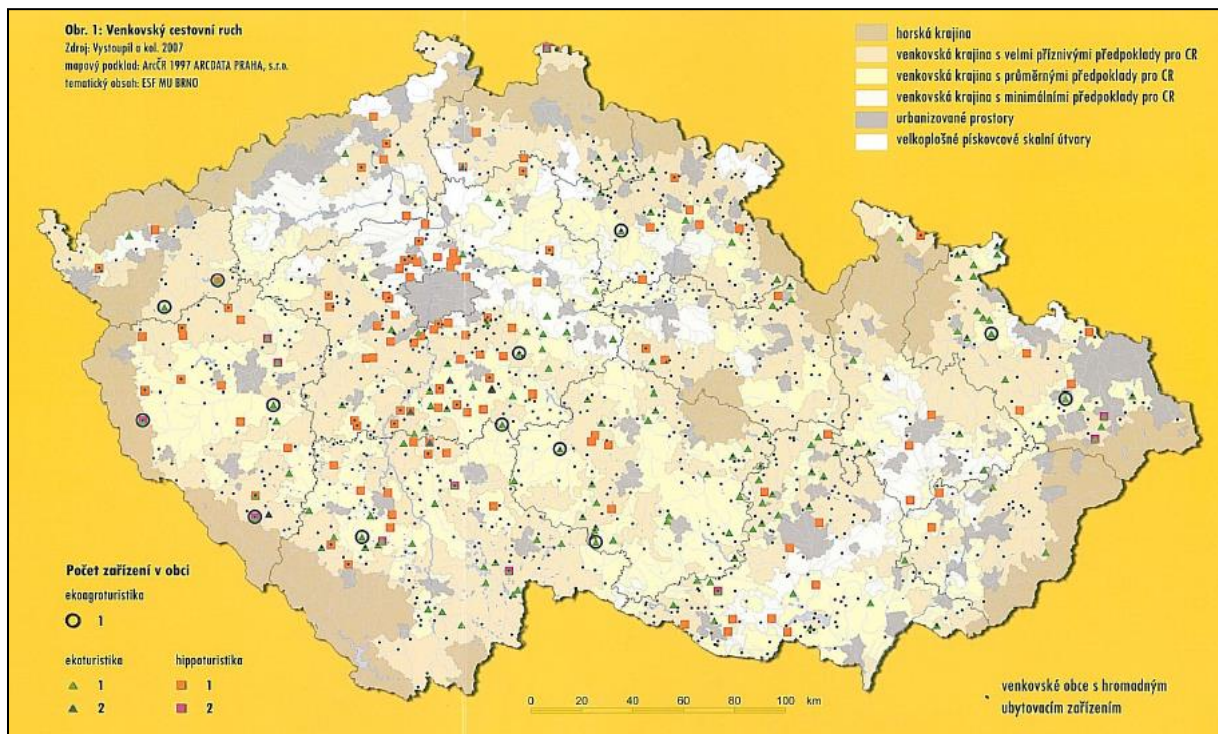 Obr. 1: Venkovský cestovní ruch
Zdroj: Vystoupil a kol. 2007
mapový podklad: ArcČR 1997 ARCDATA PRAHA, s.r.o.
tematický obsah: ESF MU BRNO
horská krajina
venkovská krajina s velmi příznivými předpoklady pro CR
venkovská krajina s průměrnými předpoklady pro CR
venkovská krajina s minimálními předpoklady pro CR
urbanizované prostory
velkoplošné pískovcové skalní útvary
Počet zařízení v obci
ekoagroturistika
1
ekoturistika hippoturistika
1 1
2 2
0 20 40 60 80 100 km
venkovské obce s hromadným
ubytovacím zařízením